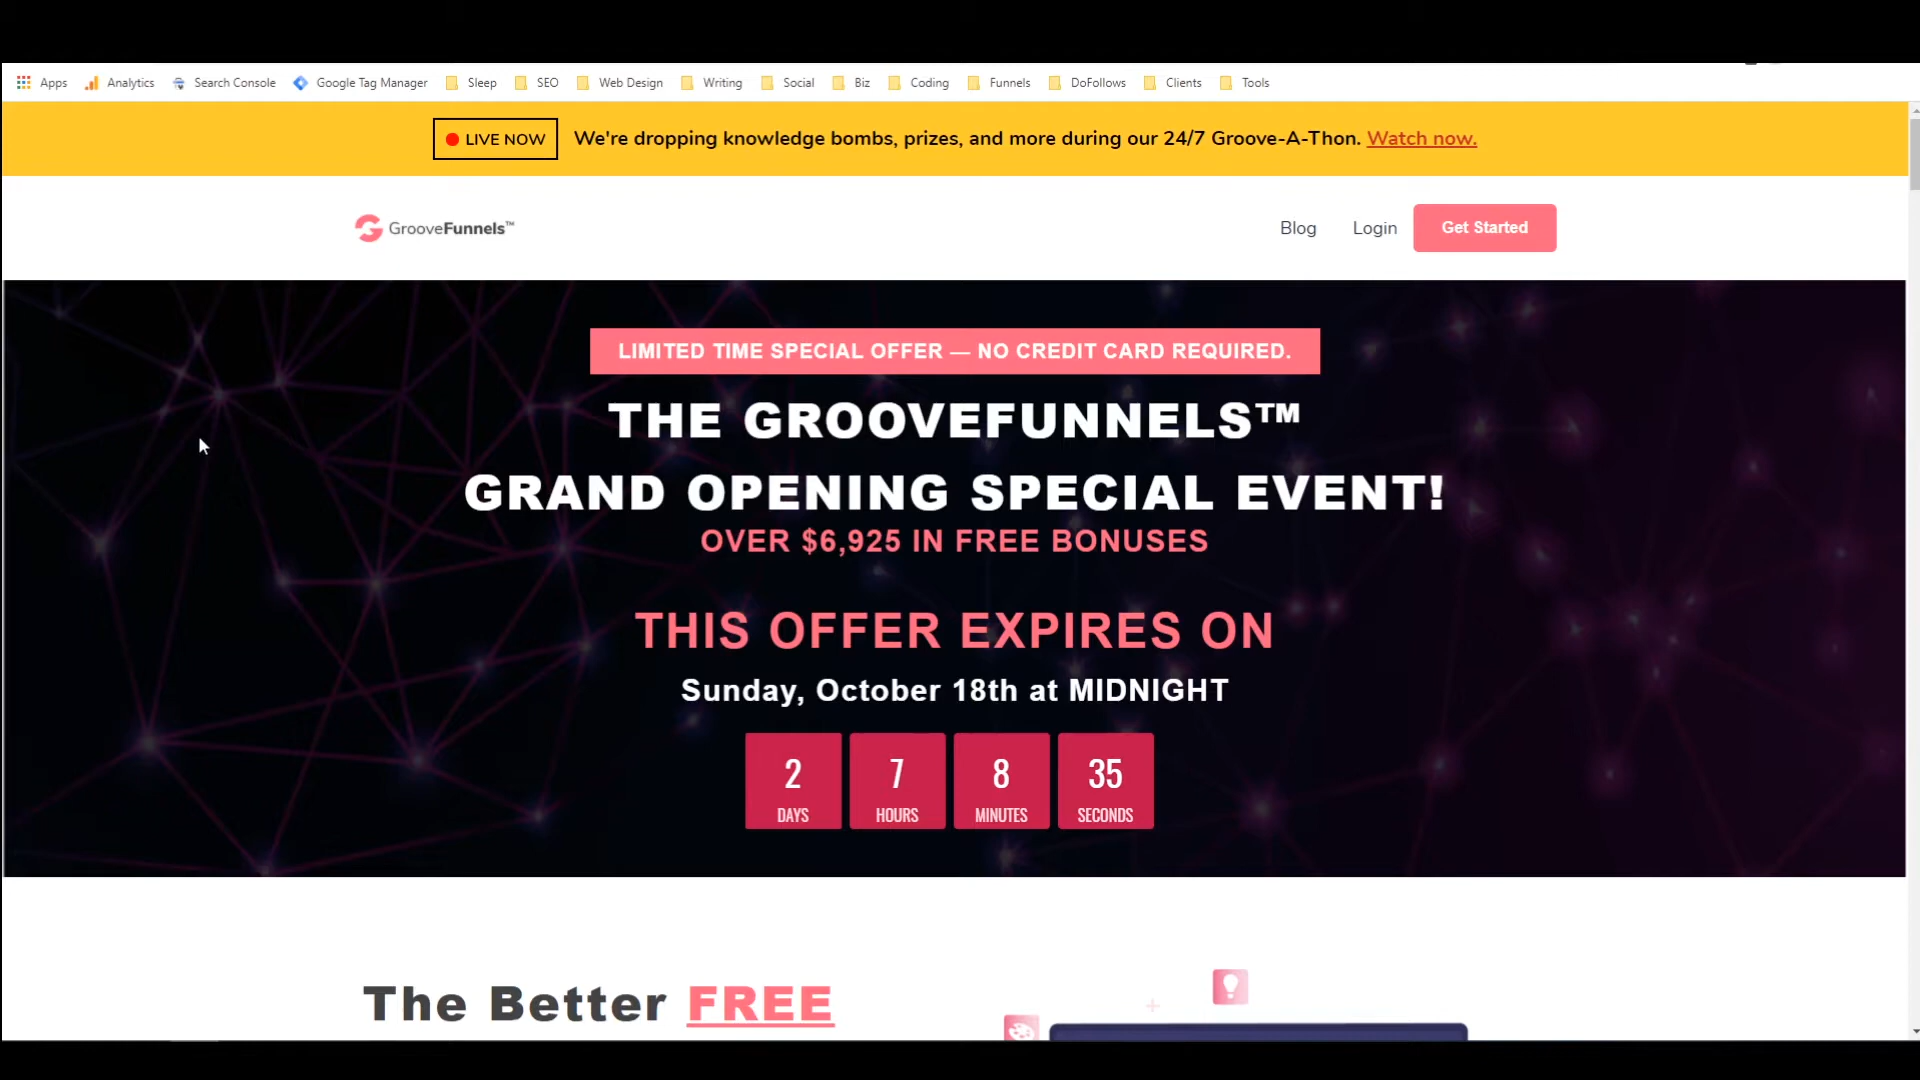 Apps Analytics Search Console Google Tag Manager Sleep SEO Web Design Writing Social Biz Coding Funnels DoFollows Clients Tools
LIVE NOW We're dropping knowledge bombs, prizes, and more during our 24/7 Groove-A-Thon. Watch now.
GrooveFunnels™ Blog Login Get Started
LIMITED TIME SPECIAL OFFER — NO CREDIT CARD REQUIRED.
THE GROOVEFUNNELS™
GRAND OPENING SPECIAL EVENT!
OVER $6,925 IN FREE BONUSES
THIS OFFER EXPIRES ON
Sunday, October 18th at MIDNIGHT
2 7 8 35
DAYS HOURS MINUTES SECONDS
The Better FREE